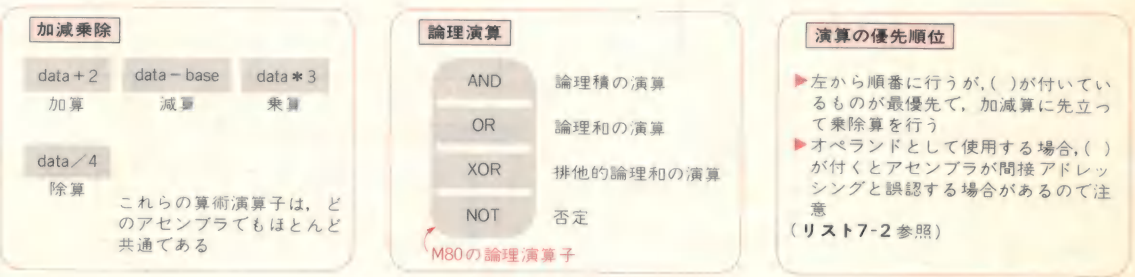 加減乗除
data+2 data-base data*3
加算 減算 乗算
data/4
除算
これらの算術演算子は，ど
のアセンブラでもほとんど
共通である
論理演算
AND 論理積の演算
OR 論理和の演算
XOR 排他的論理和の演算
NOT 否定
M80の論理演算子
演算の優先順位
▶左から順番に行うが，( )が付いてい
るものが最優先で，加減算に先立っ
て乗除算を行う
▶オペランドとして使用する場合，( )
が付くとアセンブラが間接アドレッ
シングと誤認する場合があるので注
意
(リスト7-2参照)